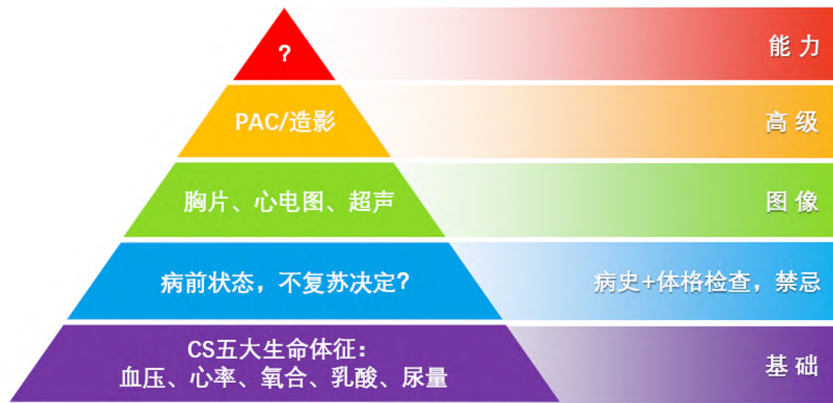 ?
能力
PAC/造影
高级
胸片、心电图、超声
图像
病前状态，不复苏决定?
病史+体格检查，禁忌
CS五大生命体征：
血压、心率、氧合、乳酸、尿量
基础